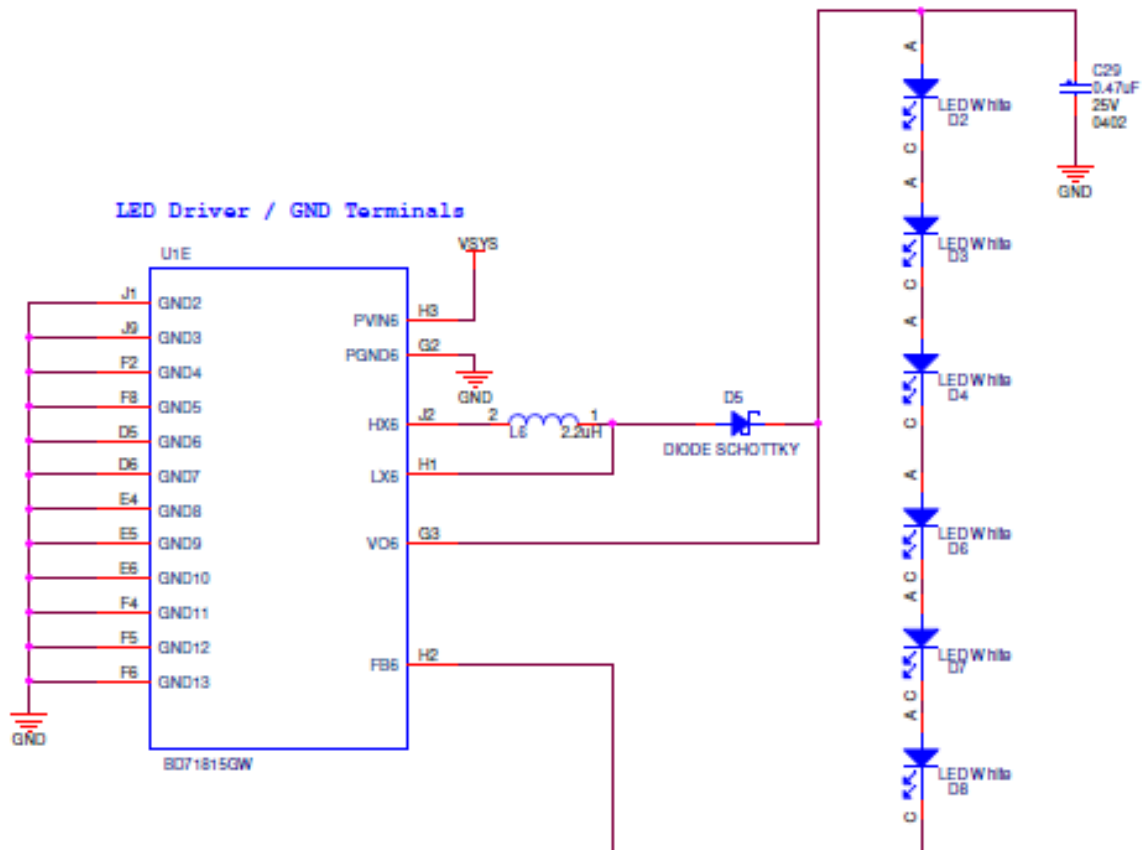 LED Driver / GND Terminals
U1E
J1 GND2
J9 GND3
F2 GND4
F8 GND5
D5 GND6
D6 GND7
E4 GND8
E5 GND9
E6 GND10
F4 GND11
F5 GND12
F6 GND13
GND
BD71815GW
VSYS
PVIN6 H3
PGND6 G2
GND
HX6 J2
2 1
L6 2.2uH
LX6 H1
VO6 G3
FB6 H2
D5
DIODE SCHOTTKY
A
LED White
D2
C
A
LED White
D3
C
A
LED White
D4
C
A
LED White
D6
C
A
LED White
D7
C
A
LED White
D8
C
C29
0.47uF
25V
0402
GND